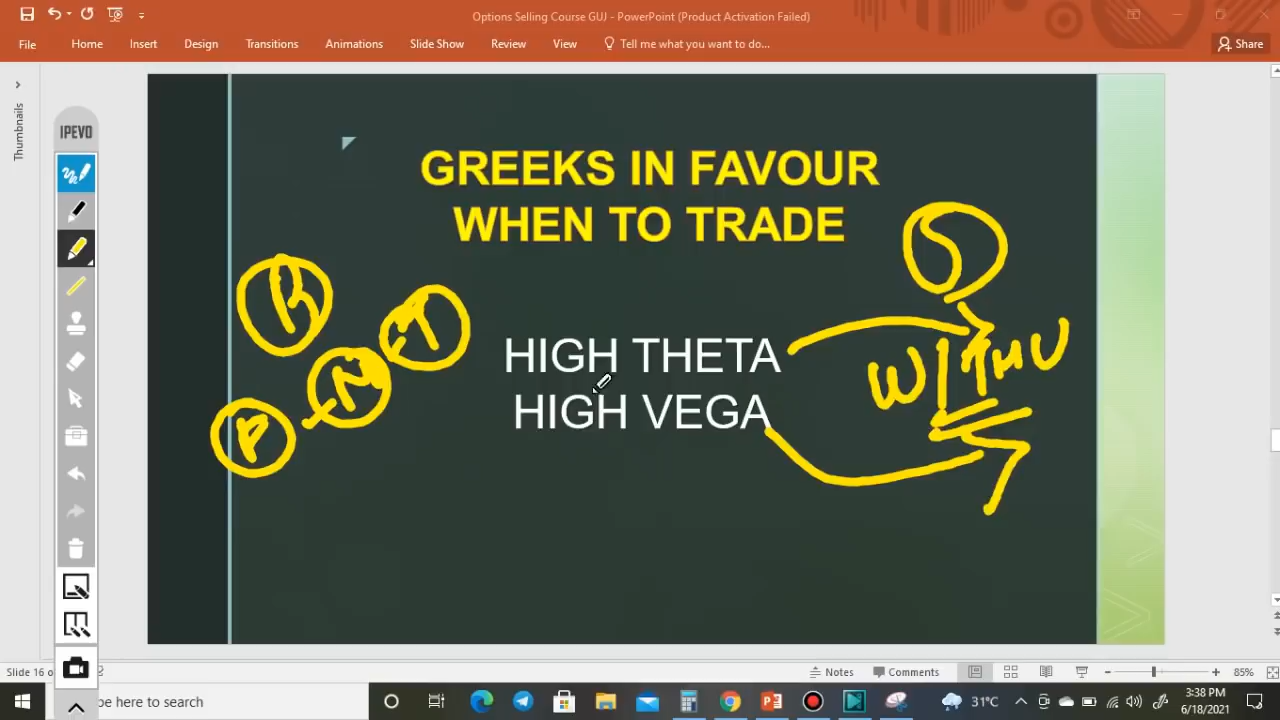 Options Selling Course GUJ - PowerPoint (Product Activation Failed)
File Home Insert Design Transitions Animations Slide Show Review View Tell me what you want to do... Share
Thumbnails
IPEVO
GREEKS IN FAVOUR
WHEN TO TRADE
HIGH THETA
HIGH VEGA
W/THU
B
T
N
P
Slide 16 of
Notes Comments 85%
pe here to search
31°C
3:38 PM
6/18/2021